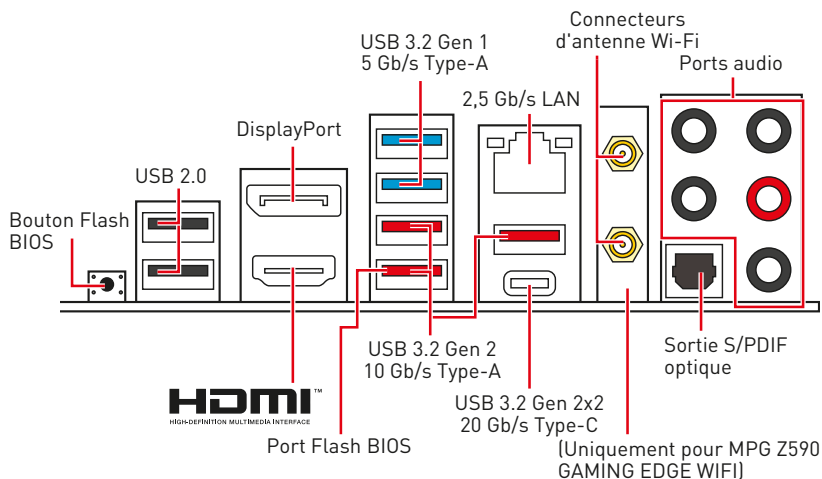 Connecteurs
d'antenne Wi-Fi
USB 3.2 Gen 1
5 Gb/s Type-A
Ports audio
2,5 Gb/s LAN
DisplayPort
USB 2.0
Bouton Flash
BIOS
USB 3.2 Gen 2
10 Gb/s Type-A
Sortie S/PDIF
optique
HDMI™
HIGH-DEFINITION MULTIMEDIA INTERFACE
USB 3.2 Gen 2x2
20 Gb/s Type-C
Port Flash BIOS
(Uniquement pour MPG Z590
GAMING EDGE WIFI)